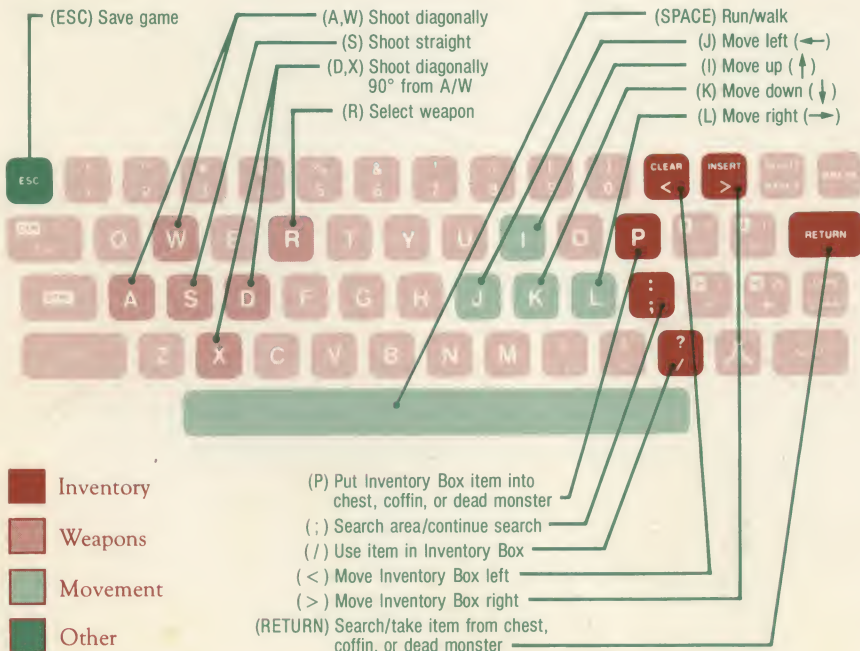 (ESC) Save game
(A,W) Shoot diagonally
(S) Shoot straight
(D,X) Shoot diagonally
90° from A/W
(R) Select weapon
(SPACE) Run/walk
(J) Move left (←)
(I) Move up (↑)
(K) Move down (↓)
(L) Move right (→)
ESC & 6 CLEAR < INSERT >
Q W E R T Y U I O P RETURN
A S D F G H J K L : ;
Z X C V B N M ? /
Inventory
Weapons
Movement
Other
(P) Put Inventory Box item into
chest, coffin, or dead monster
(;) Search area/continue search
(/) Use item in Inventory Box
(<) Move Inventory Box left
(>) Move Inventory Box right
(RETURN) Search/take item from chest,
coffin, or dead monster